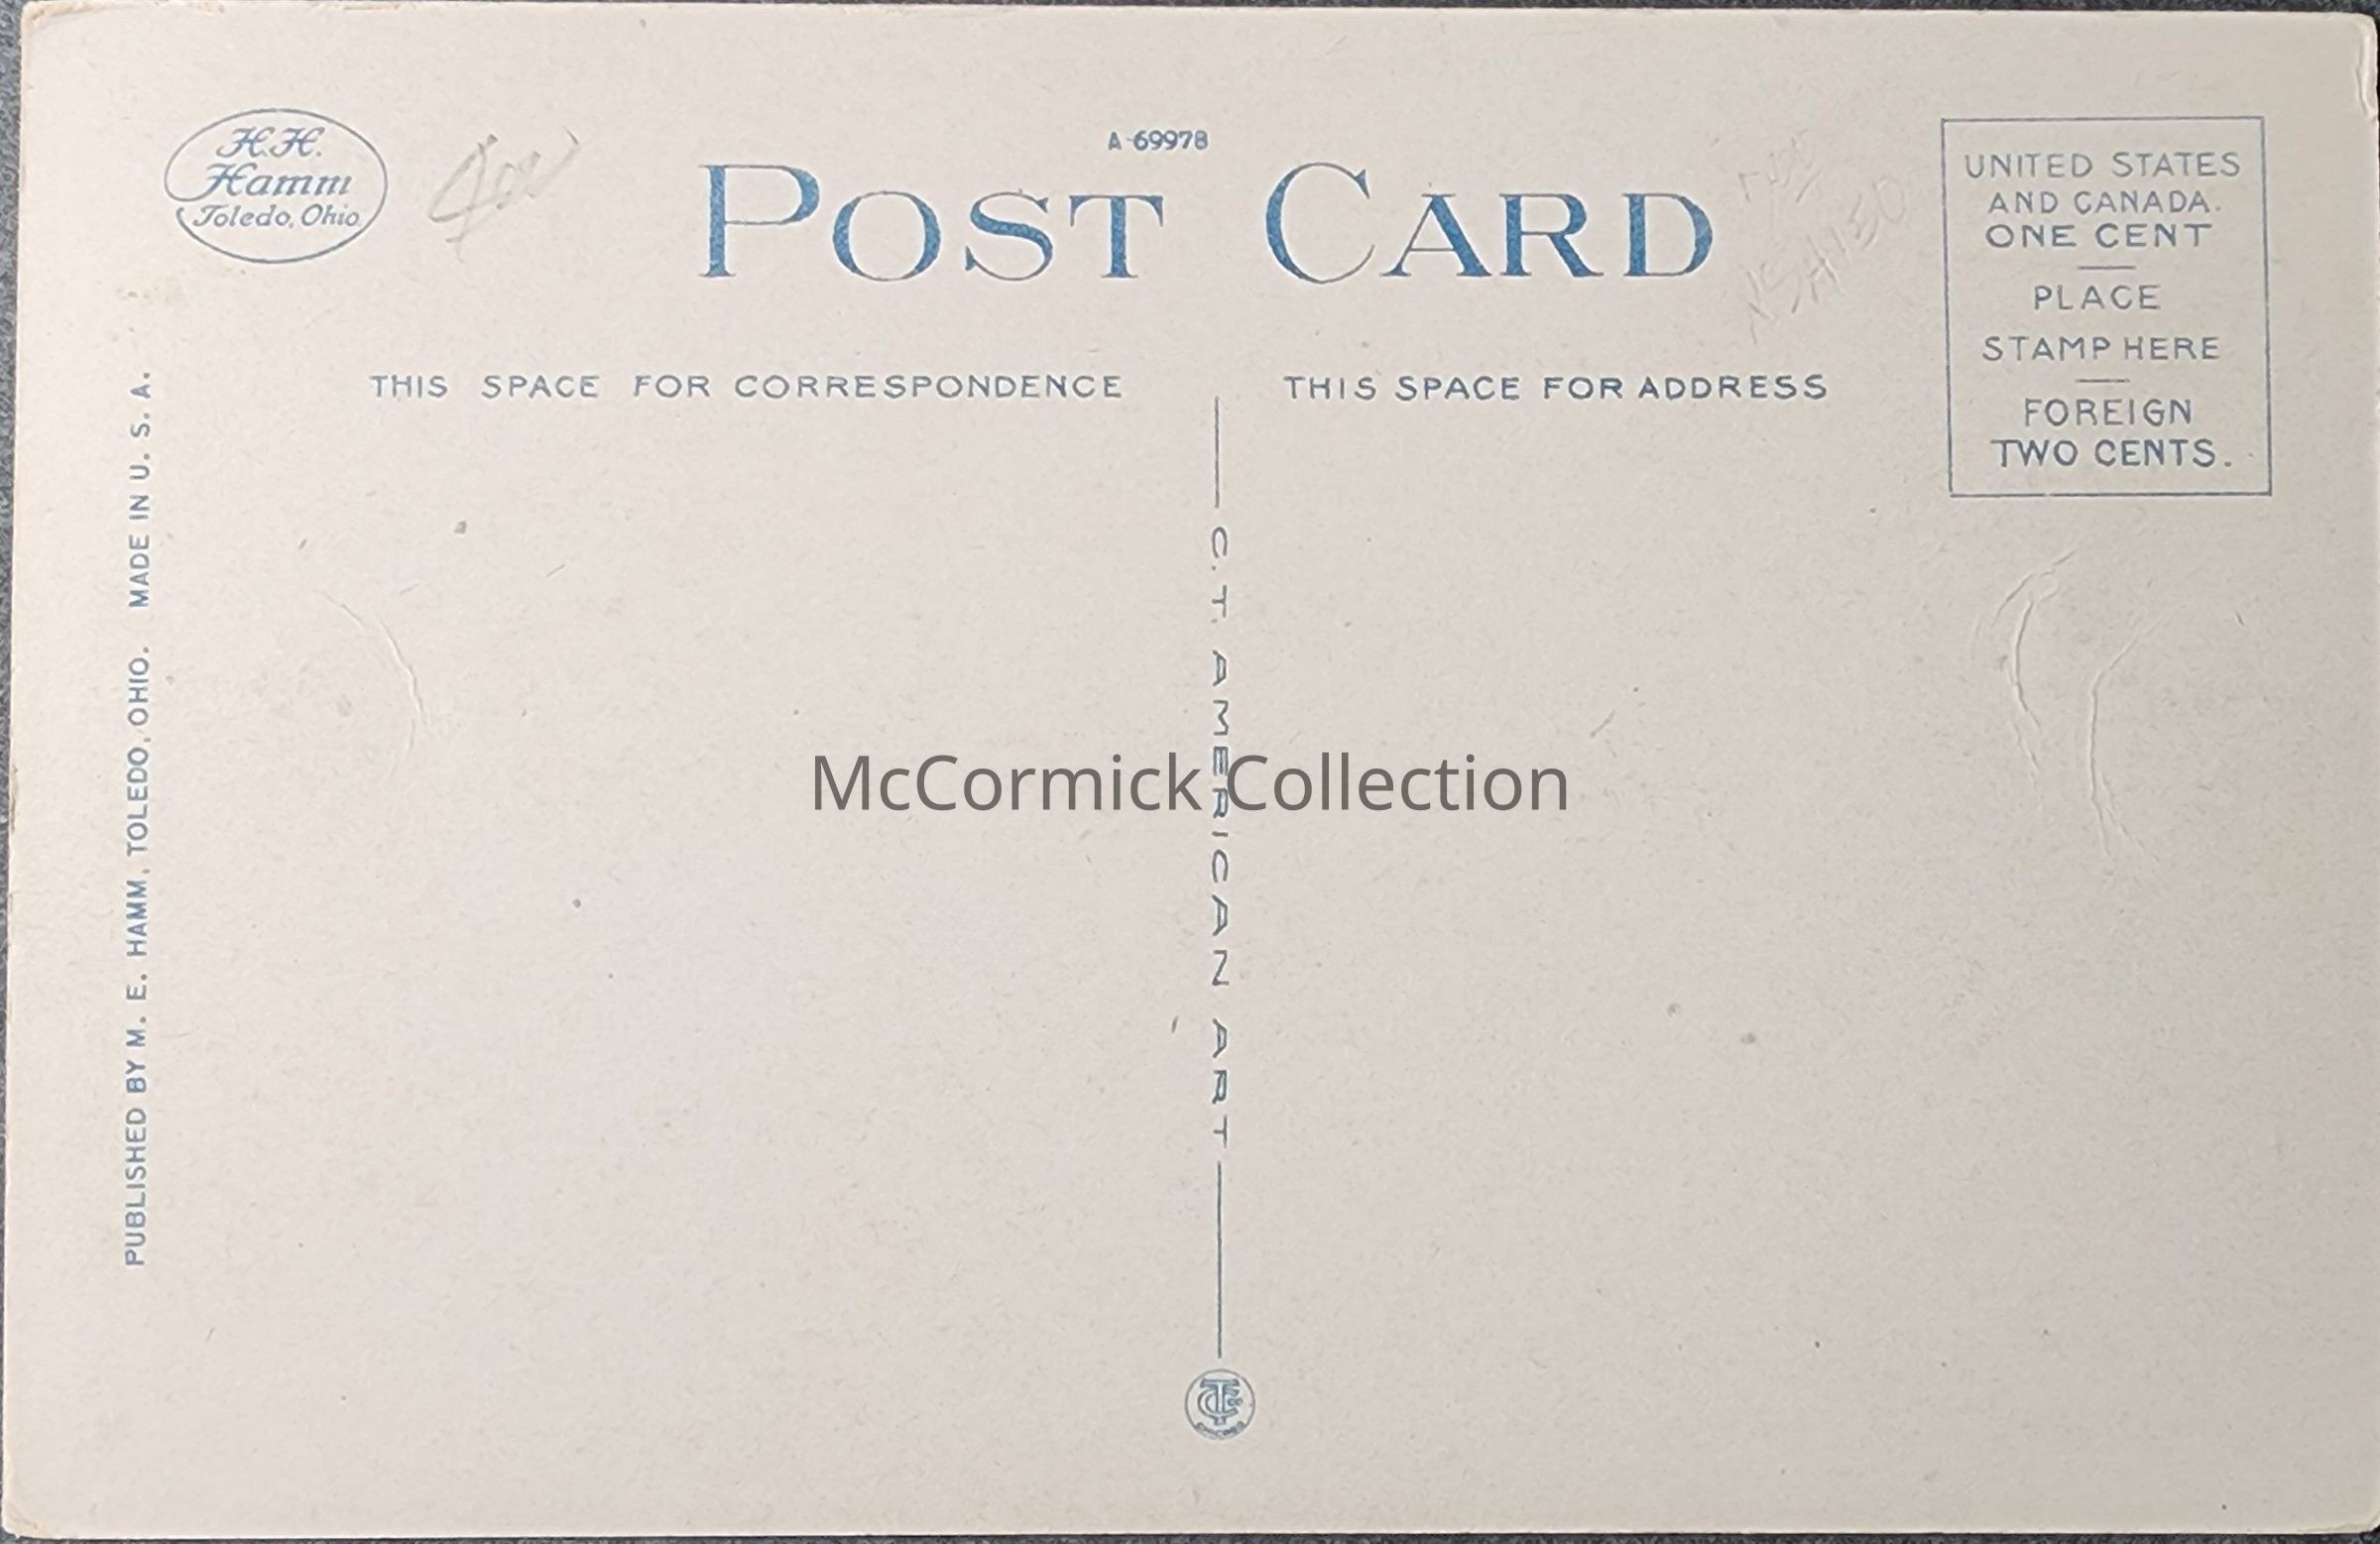 H.H.
Hamm
Toledo, Ohio
A-69978
POST CARD
UNITED STATES
AND CANADA.
ONE CENT
PLACE
STAMP HERE
FOREIGN
TWO CENTS.
THIS SPACE FOR CORRESPONDENCE
THIS SPACE FOR ADDRESS
PUBLISHED BY M. E. HAMM, TOLEDO, OHIO. MADE IN U. S. A.
C. T. AMERICAN ART
McCormick Collection